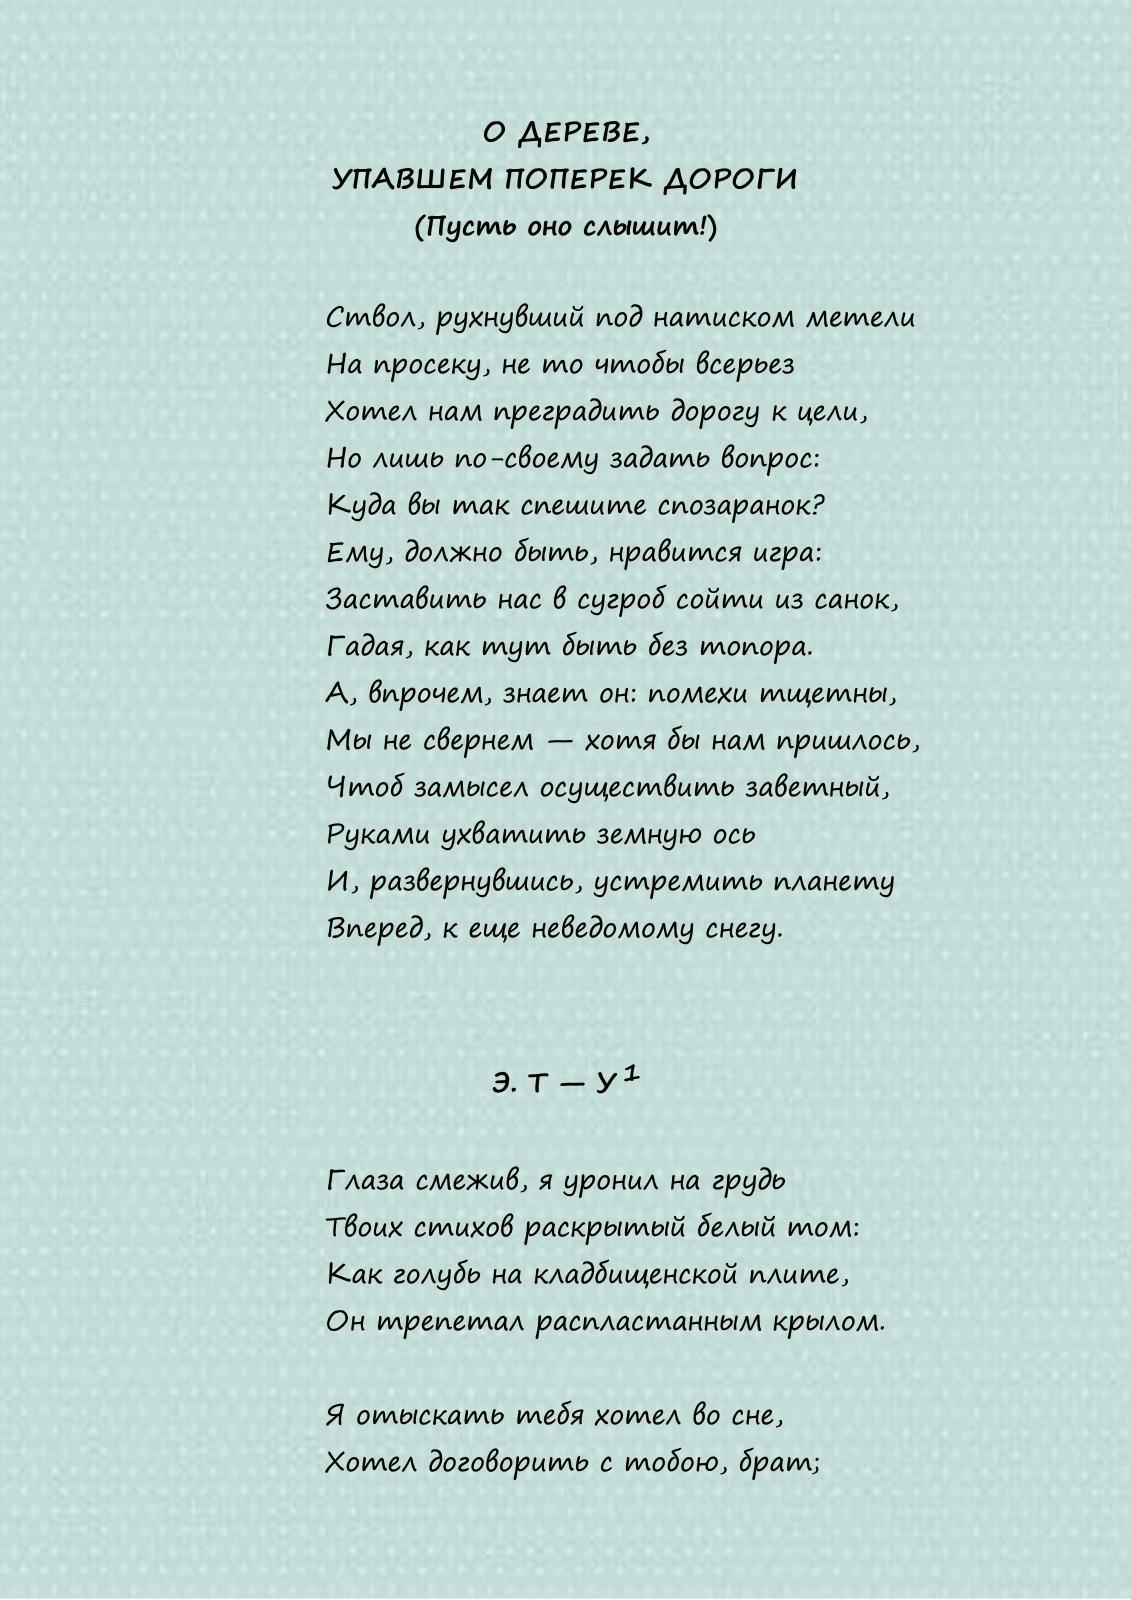 О ДЕРЕВЕ,
УПАВШЕМ ПОПЕРЕК ДОРОГИ
(Пусть оно слышит!)
Ствол, рухнувший под натиском метели
На просеку, не то чтобы всерьез
Хотел нам преградить дорогу к цели,
Но лишь по-своему задать вопрос:
Куда вы так спешите спозаранок?
Ему, должно быть, нравится игра:
Заставить нас в сугроб сойти из санок,
Гадая, как тут быть без топора.
А, впрочем, знает он: помехи тщетны,
Мы не свернем — хотя бы нам пришлось,
Чтоб замысел осуществить заветный,
Руками ухватить земную ось
И, развернувшись, устремить планету
Вперед, к еще неведомому снегу.
Э. Т — У¹
Глаза смежив, я уронил на грудь
Твоих стихов раскрытый белый том:
Как голубь на кладбищенской плите,
Он трепетал распластанным крылом.
Я отыскать тебя хотел во сне,
Хотел договорить с тобою, брат;